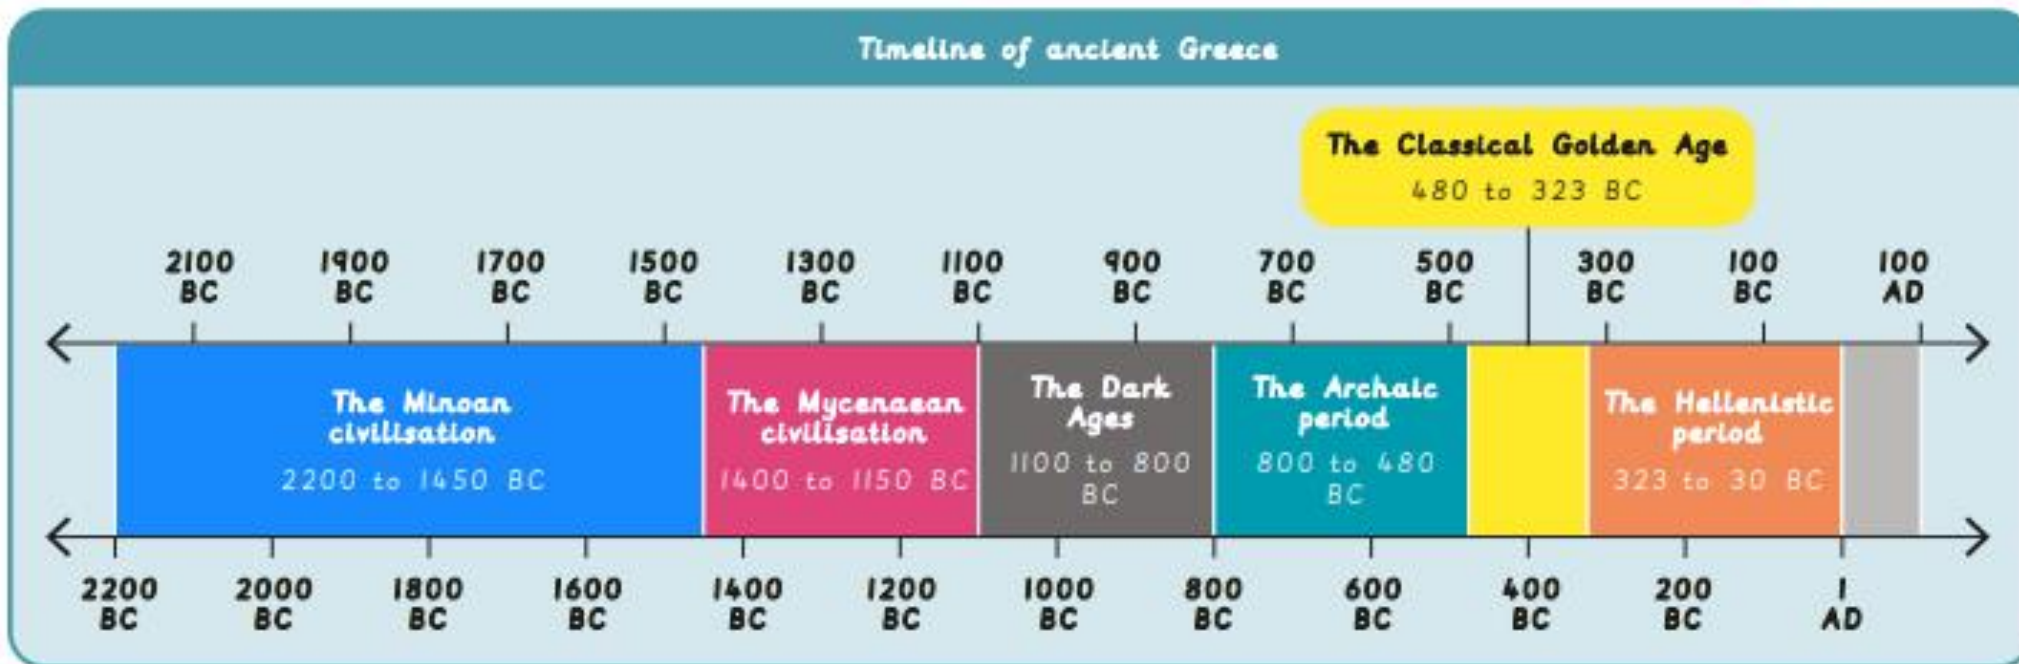 Timeline of ancient Greece
The Classical Golden Age
480 to 323 BC
2100
BC
1900
BC
1700
BC
1500
BC
1300
BC
1100
BC
900
BC
700
BC
500
BC
300
BC
100
BC
100
AD
The Minoan
civilisation
2200 to 1450 BC
The Mycenaean
civilisation
1400 to 1150 BC
The Dark
Ages
1100 to 800
BC
The Archaic
period
800 to 480
BC
The Hellenistic
period
323 to 30 BC
2200
BC
2000
BC
1800
BC
1600
BC
1400
BC
1200
BC
1000
BC
800
BC
600
BC
400
BC
200
BC
1
AD